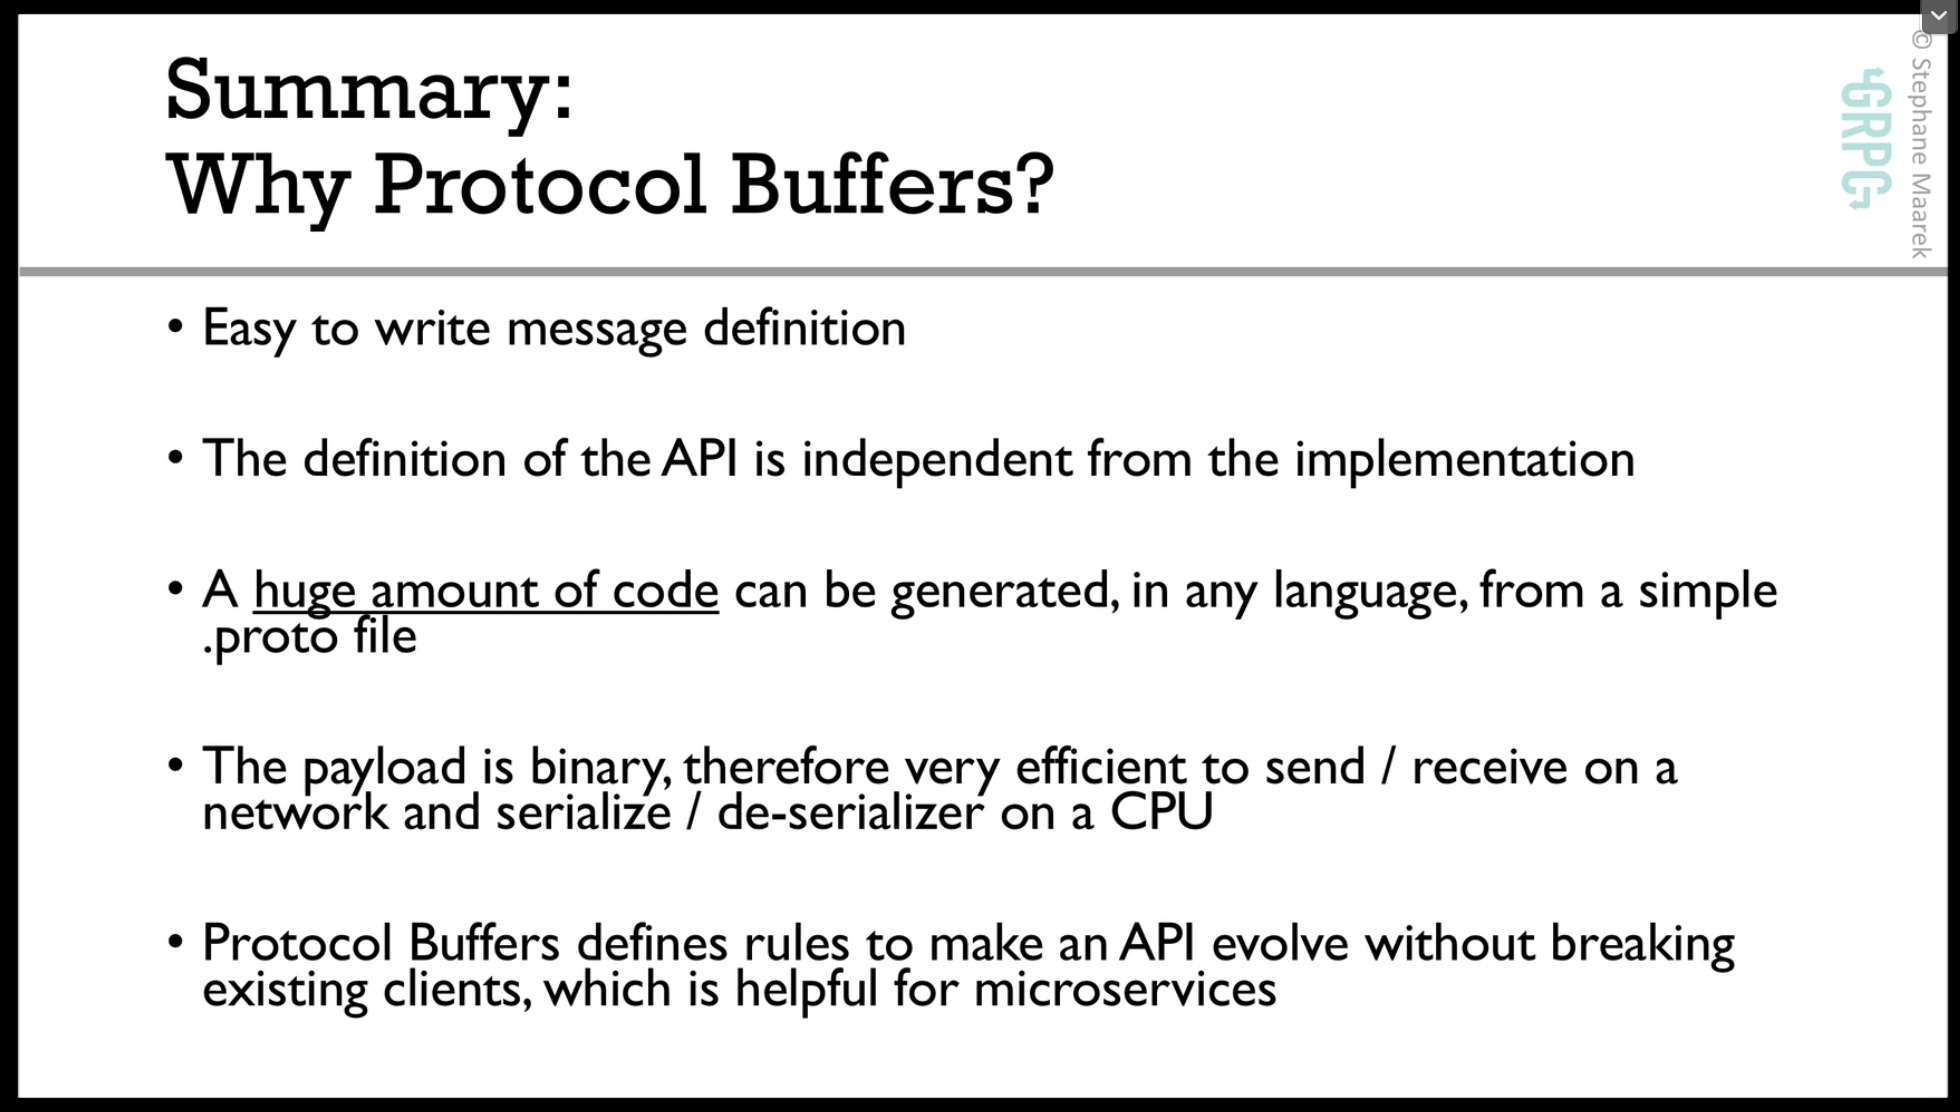 Summary:
Why Protocol Buffers?
GRPC
© Stephane Maarek
• Easy to write message definition
• The definition of the API is independent from the implementation
• A huge amount of code can be generated, in any language, from a simple
.proto file
• The payload is binary, therefore very efficient to send / receive on a
network and serialize / de-serializer on a CPU
• Protocol Buffers defines rules to make an API evolve without breaking
existing clients, which is helpful for microservices